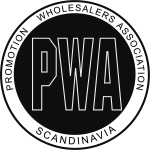 PROMOTION WHOLESALERS ASSOCIATION
PWA
SCANDINAVIA